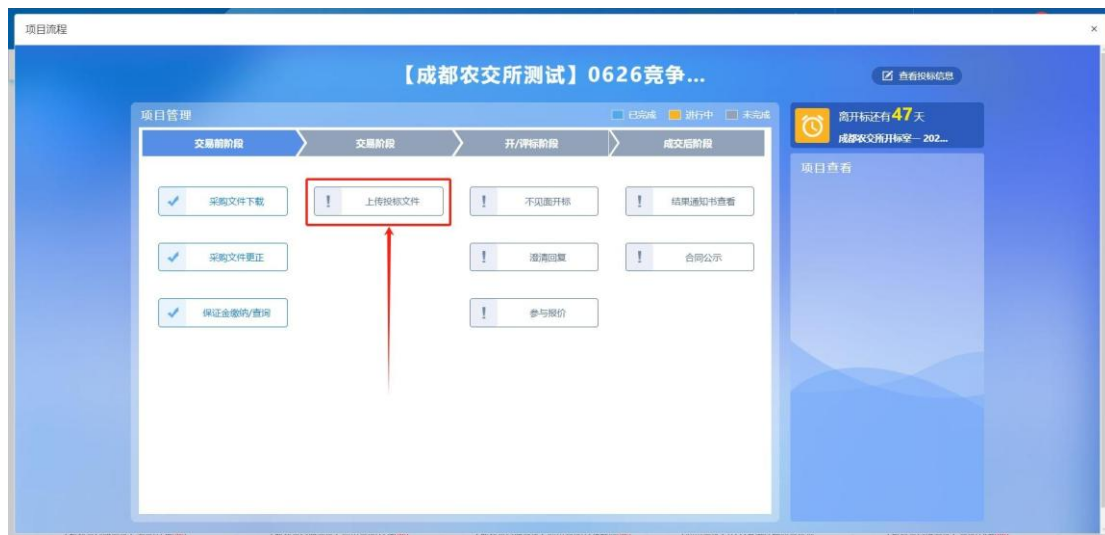 项目流程
×
【成都农交所测试】0626竞争...
查看投标信息
项目管理
已完成 进行中 未完成
离开标还有47天
成都农交所开标室一 202...
交易前阶段 交易阶段 开/评标阶段 成交后阶段
项目查看
采购文件下载 ! 上传投标文件 ! 不见面开标 ! 结果通知书查看
采购文件更正 ! 澄清回复 ! 合同公示
保证金缴纳/查询 ! 参与报价